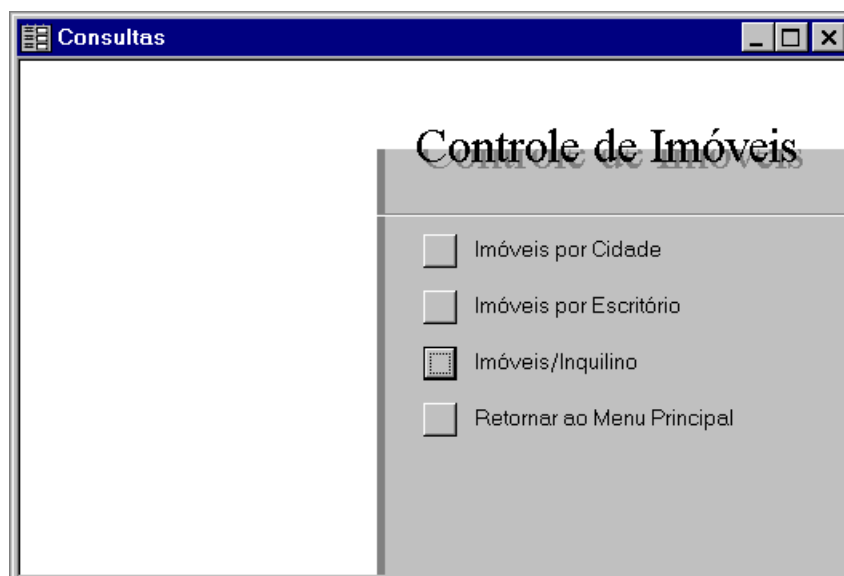 Consultas
Controle de Imóveis
Imóveis por Cidade
Imóveis por Escritório
Imóveis/Inquilino
Retornar ao Menu Principal